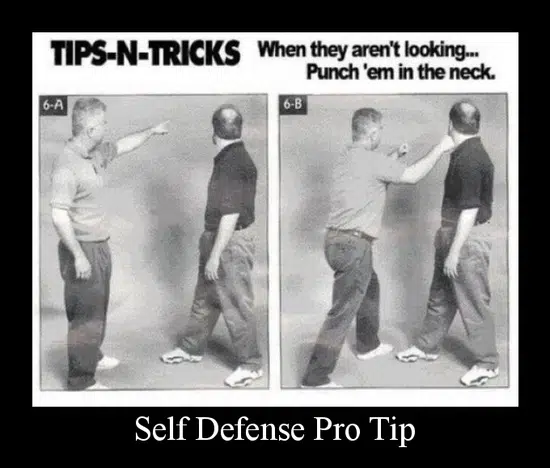 TIPS-N-TRICKS When they aren't looking...
Punch 'em in the neck.
6-A
6-B
Self Defense Pro Tip